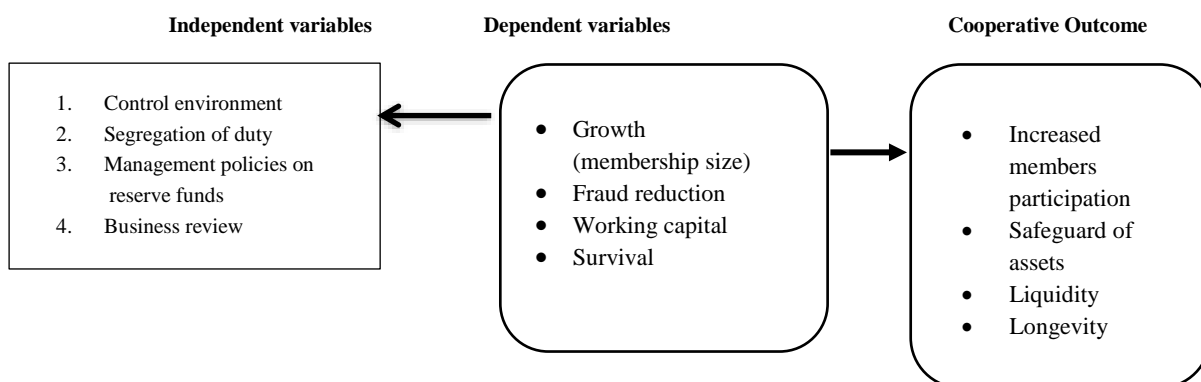 Independent variables
Dependent variables
Cooperative Outcome
1. Control environment
2. Segregation of duty
3. Management policies on
reserve funds
4. Business review
• Growth
(membership size)
• Fraud reduction
• Working capital
• Survival
• Increased
members
participation
• Safeguard of
assets
• Liquidity
• Longevity